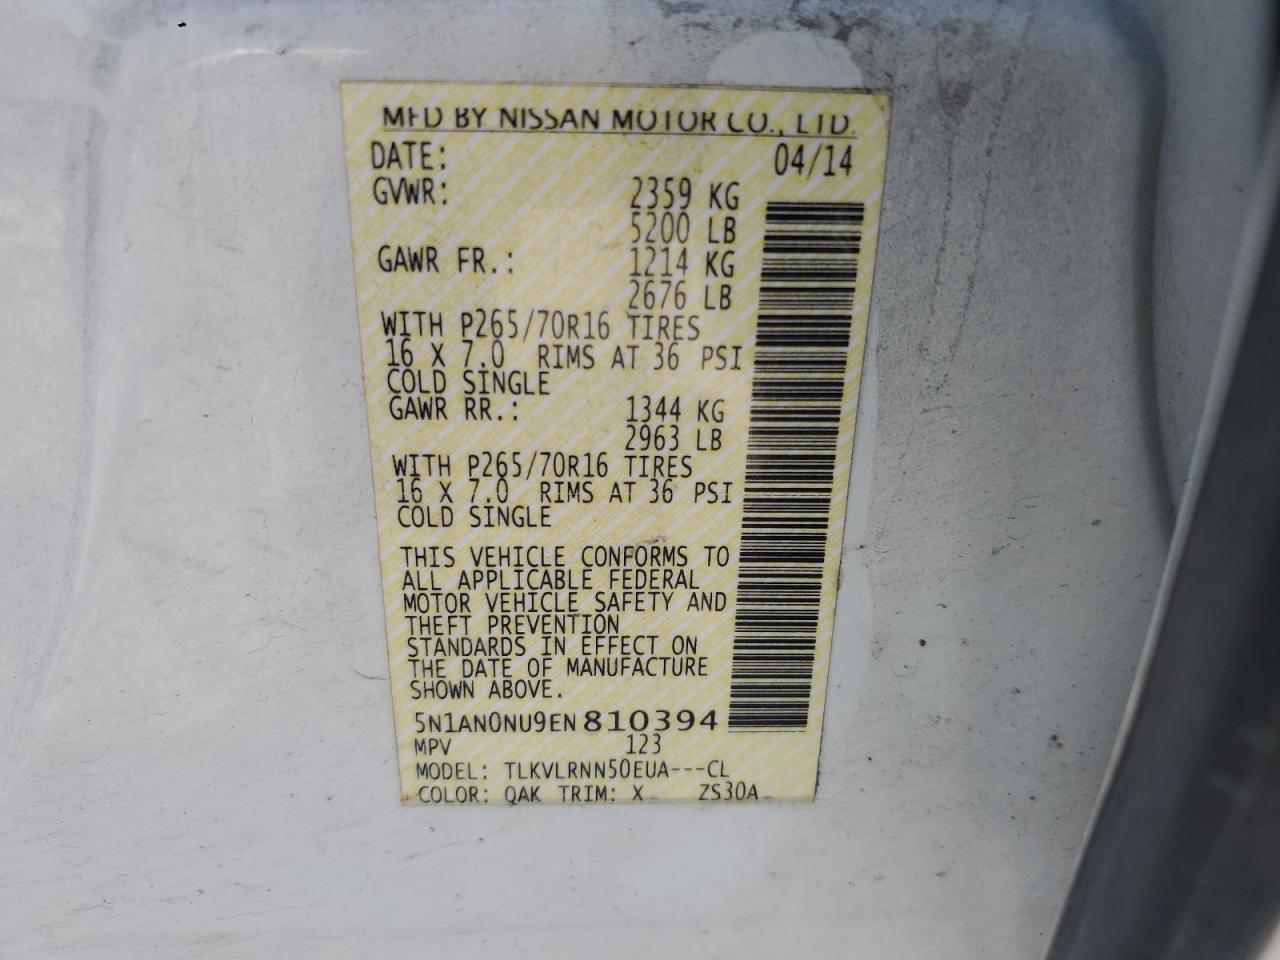 MFD BY NISSAN MOTOR CO., LTD.
DATE: 04/14
GVWR: 2359 KG
5200 LB
GAWR FR.: 1214 KG
2676 LB
WITH P265/70R16 TIRES
16 X 7.0 RIMS AT 36 PSI
COLD SINGLE
GAWR RR.: 1344 KG
2963 LB
WITH P265/70R16 TIRES
16 X 7.0 RIMS AT 36 PSI
COLD SINGLE
THIS VEHICLE CONFORMS TO
ALL APPLICABLE FEDERAL
MOTOR VEHICLE SAFETY AND
THEFT PREVENTION
STANDARDS IN EFFECT ON
THE DATE OF MANUFACTURE
SHOWN ABOVE.
5N1AN0NU9EN810394
MPV 123
MODEL: TLKVLRNN50EUA---CL
COLOR: QAK TRIM: X ZS30A